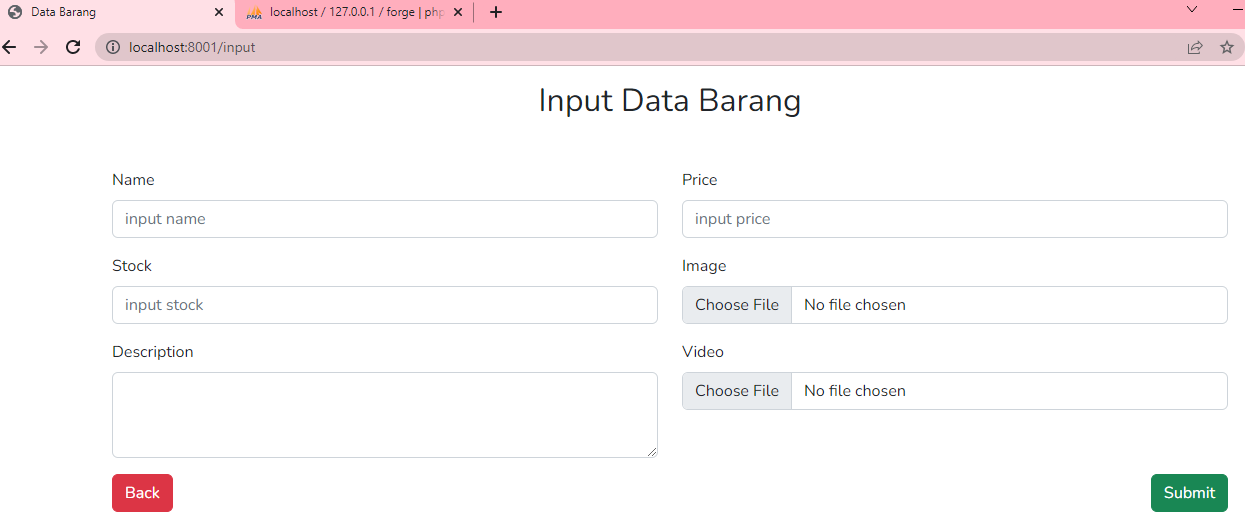 Data Barang
PMA localhost / 127.0.0.1 / forge | php
localhost:8001/input
Input Data Barang
Name
Price
input name
input price
Stock
Image
input stock
Choose File No file chosen
Description
Video
Choose File No file chosen
Back
Submit